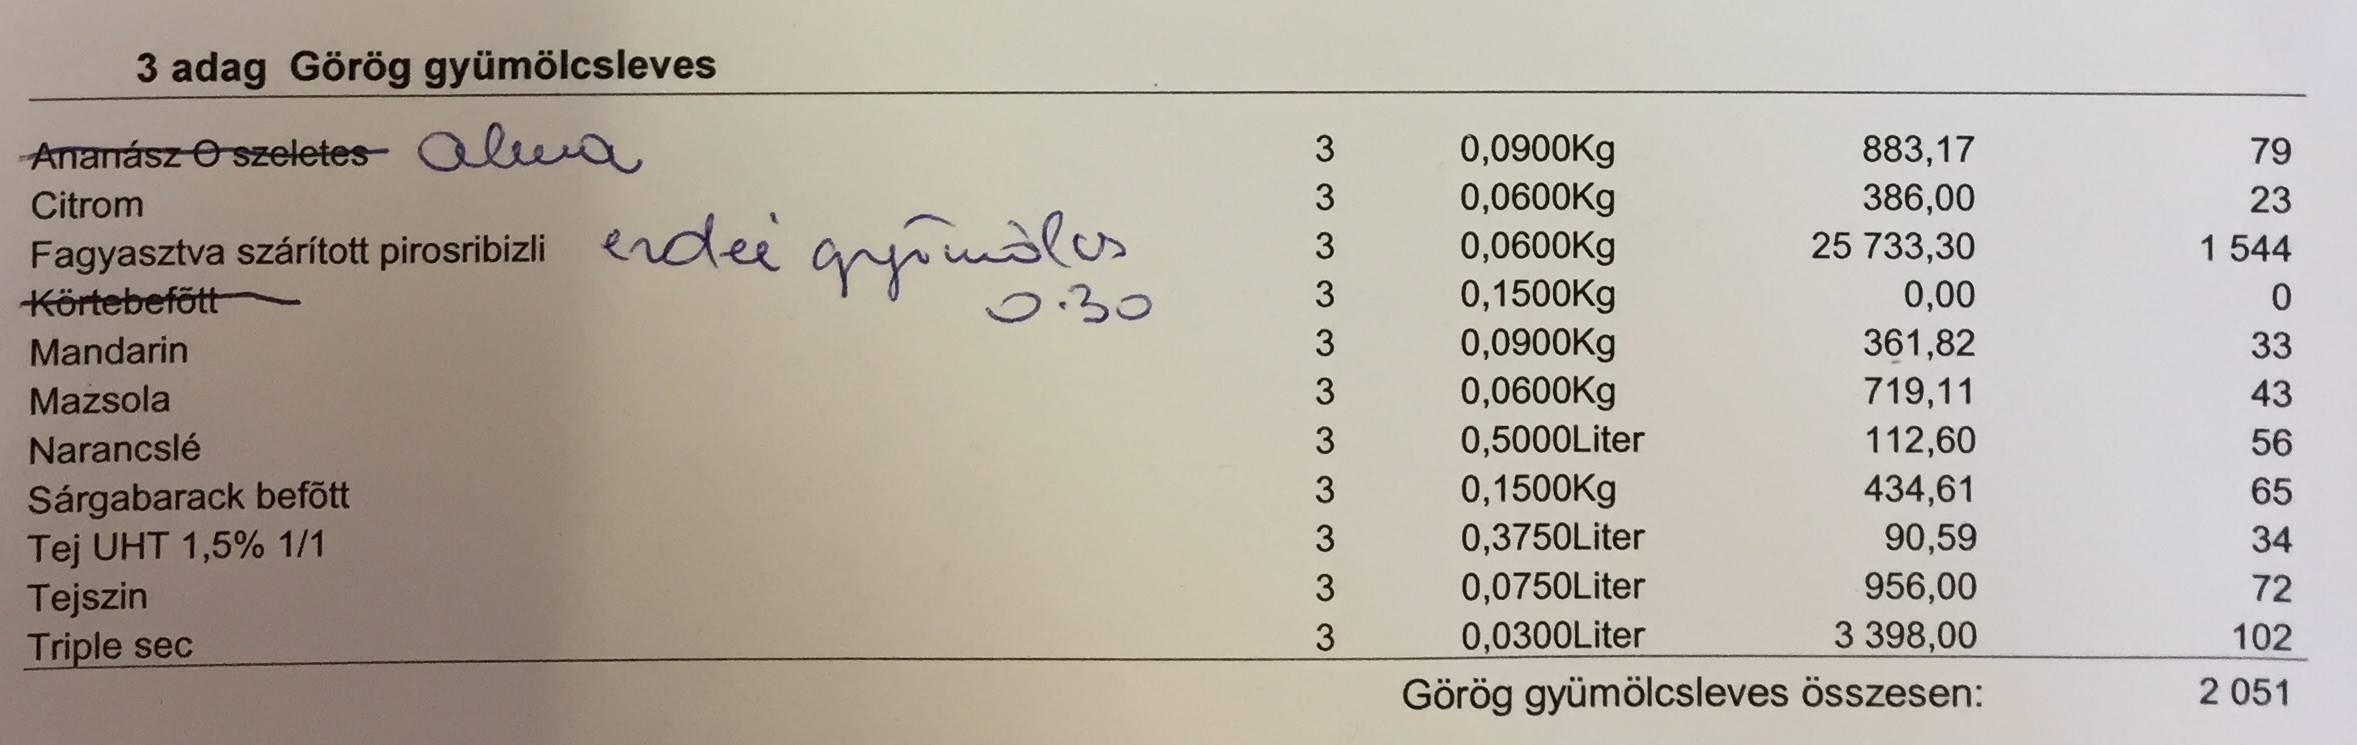 3 adag Görög gyümölcsleves
Ananász O szeletes alma 3 0,0900Kg 883,17 79
Citrom 3 0,0600Kg 386,00 23
Fagyasztva szárított pirosribizli erdei gyümölcs 3 0,0600Kg 25 733,30 1 544
Körtebefõtt 0.30 3 0,1500Kg 0,00 0
Mandarin 3 0,0900Kg 361,82 33
Mazsola 3 0,0600Kg 719,11 43
Narancslé 3 0,5000Liter 112,60 56
Sárgabarack befõtt 3 0,1500Kg 434,61 65
Tej UHT 1,5% 1/1 3 0,3750Liter 90,59 34
Tejszin 3 0,0750Liter 956,00 72
Triple sec 3 0,0300Liter 3 398,00 102
Görög gyümölcsleves összesen: 2 051